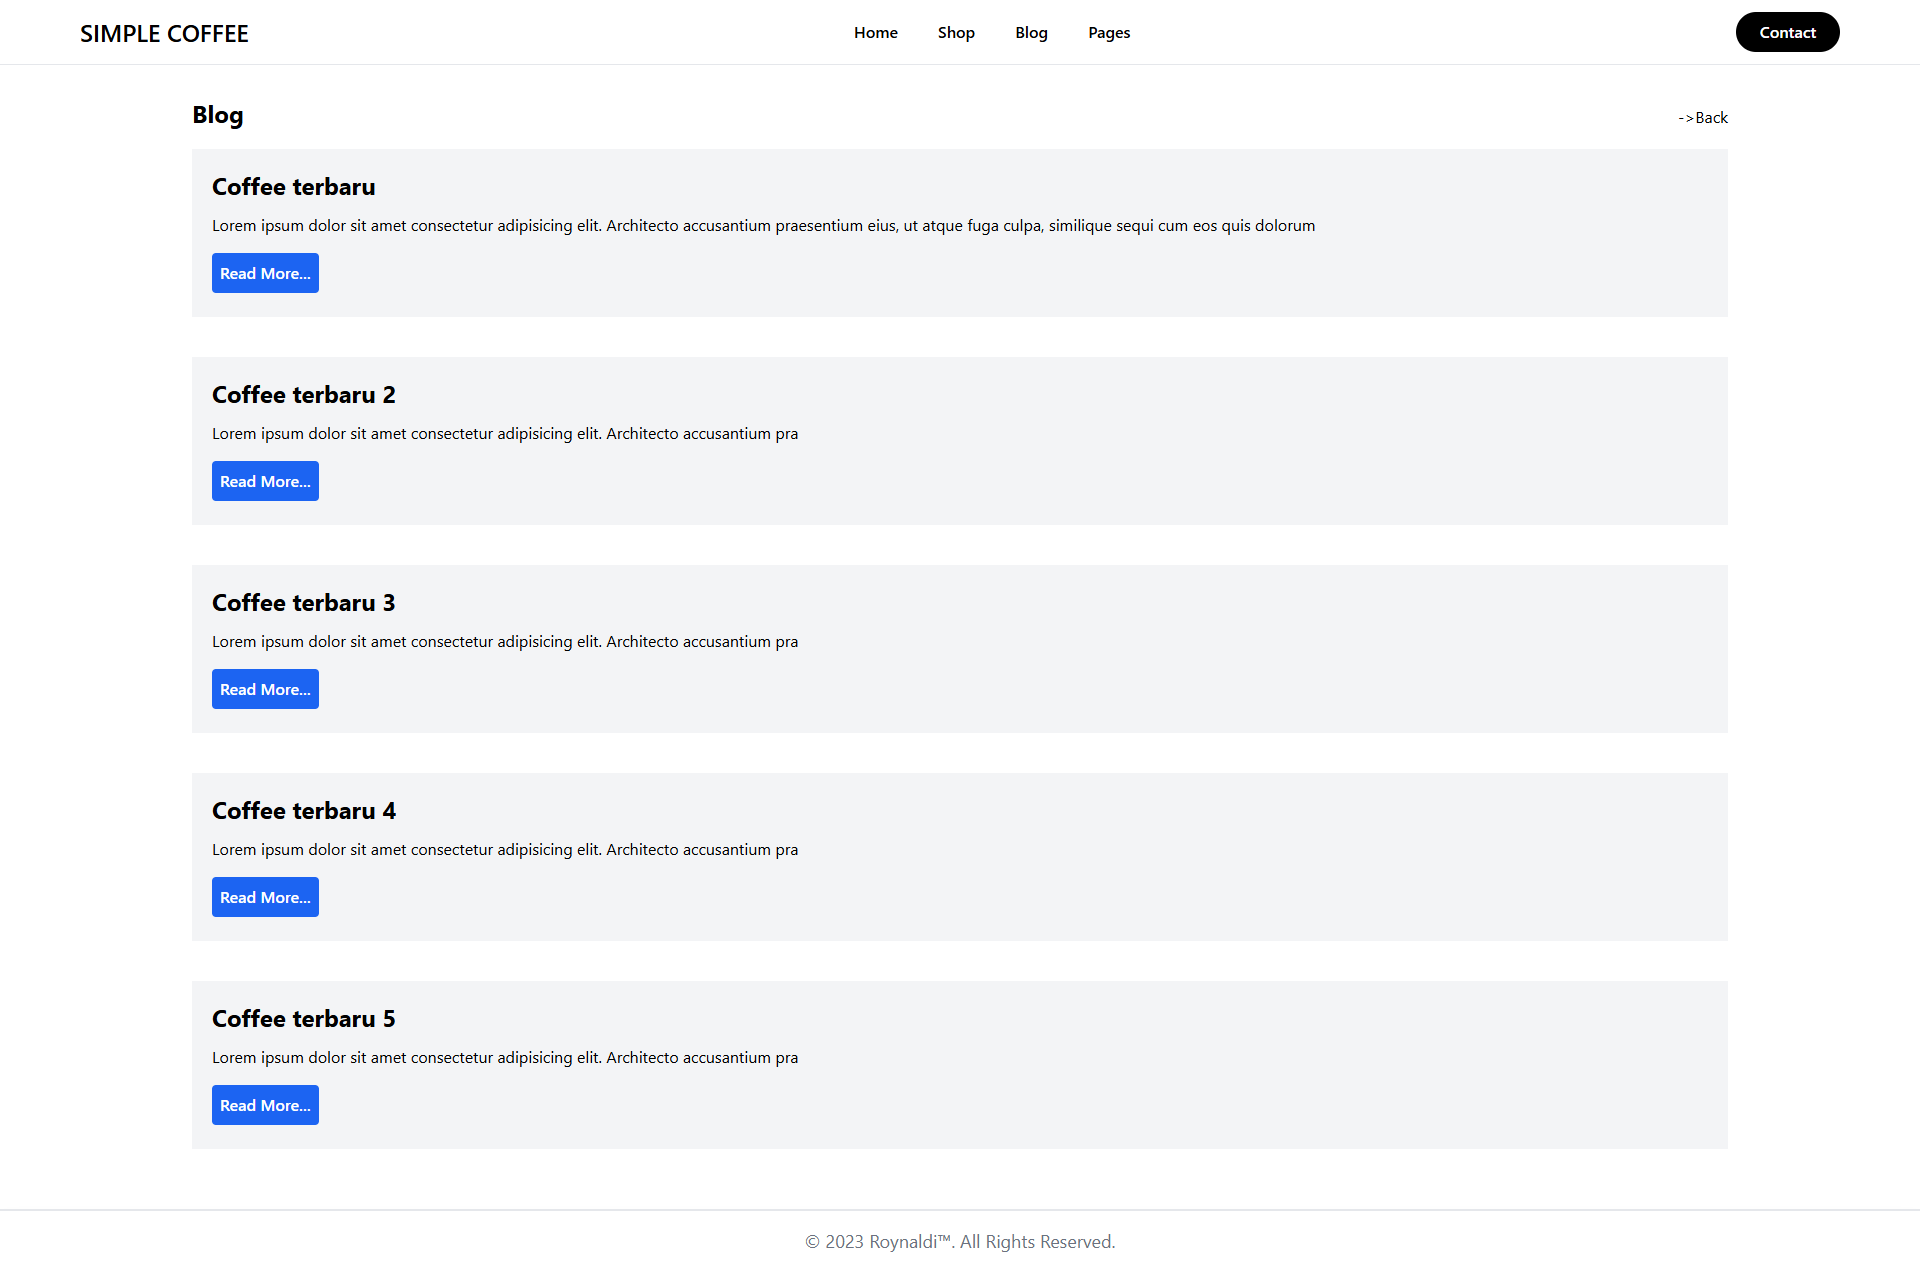 SIMPLE COFFEE
Home Shop Blog Pages
Contact
Blog
->Back
Coffee terbaru
Lorem ipsum dolor sit amet consectetur adipisicing elit. Architecto accusantium praesentium eius, ut atque fuga culpa, similique sequi cum eos quis dolorum
Read More...
Coffee terbaru 2
Lorem ipsum dolor sit amet consectetur adipisicing elit. Architecto accusantium pra
Read More...
Coffee terbaru 3
Lorem ipsum dolor sit amet consectetur adipisicing elit. Architecto accusantium pra
Read More...
Coffee terbaru 4
Lorem ipsum dolor sit amet consectetur adipisicing elit. Architecto accusantium pra
Read More...
Coffee terbaru 5
Lorem ipsum dolor sit amet consectetur adipisicing elit. Architecto accusantium pra
Read More...
© 2023 Roynaldi™. All Rights Reserved.